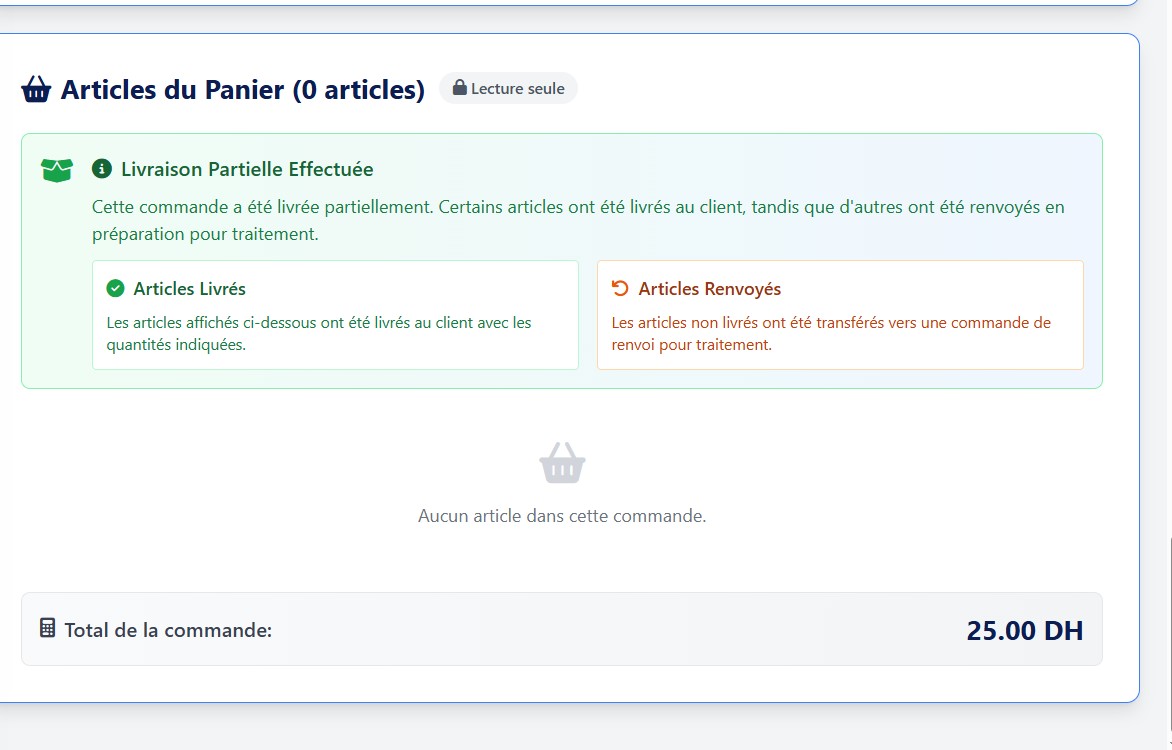 Articles du Panier (0 articles) Lecture seule
Livraison Partielle Effectuée
Cette commande a été livrée partiellement. Certains articles ont été livrés au client, tandis que d'autres ont été renvoyés en
préparation pour traitement.
Articles Livrés
Les articles affichés ci-dessous ont été livrés au client avec les
quantités indiquées.
Articles Renvoyés
Les articles non livrés ont été transférés vers une commande de
renvoi pour traitement.
Aucun article dans cette commande.
Total de la commande: 25.00 DH